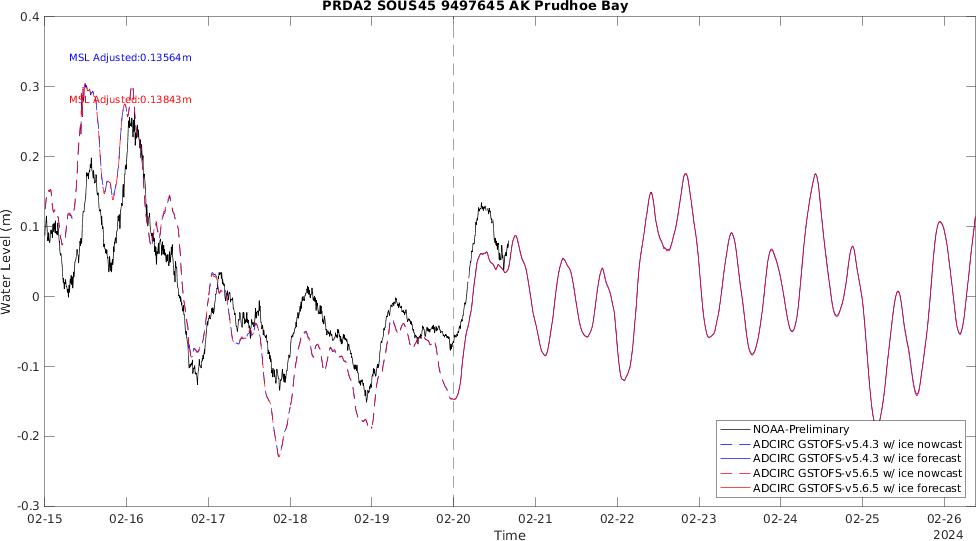 PRDA2 SOUS45 9497645 AK Prudhoe Bay
0.4
0.3
0.2
0.1
0
-0.1
-0.2
-0.3
Water Level (m)
MSL Adjusted:0.13564m
MSL Adjusted:0.13843m
NOAA-Preliminary
ADCIRC GSTOFS-v5.4.3 w/ ice nowcast
ADCIRC GSTOFS-v5.4.3 w/ ice forecast
ADCIRC GSTOFS-v5.6.5 w/ ice nowcast
ADCIRC GSTOFS-v5.6.5 w/ ice forecast
02-15 02-16 02-17 02-18 02-19 02-20 02-21 02-22 02-23 02-24 02-25 02-26
Time
2024